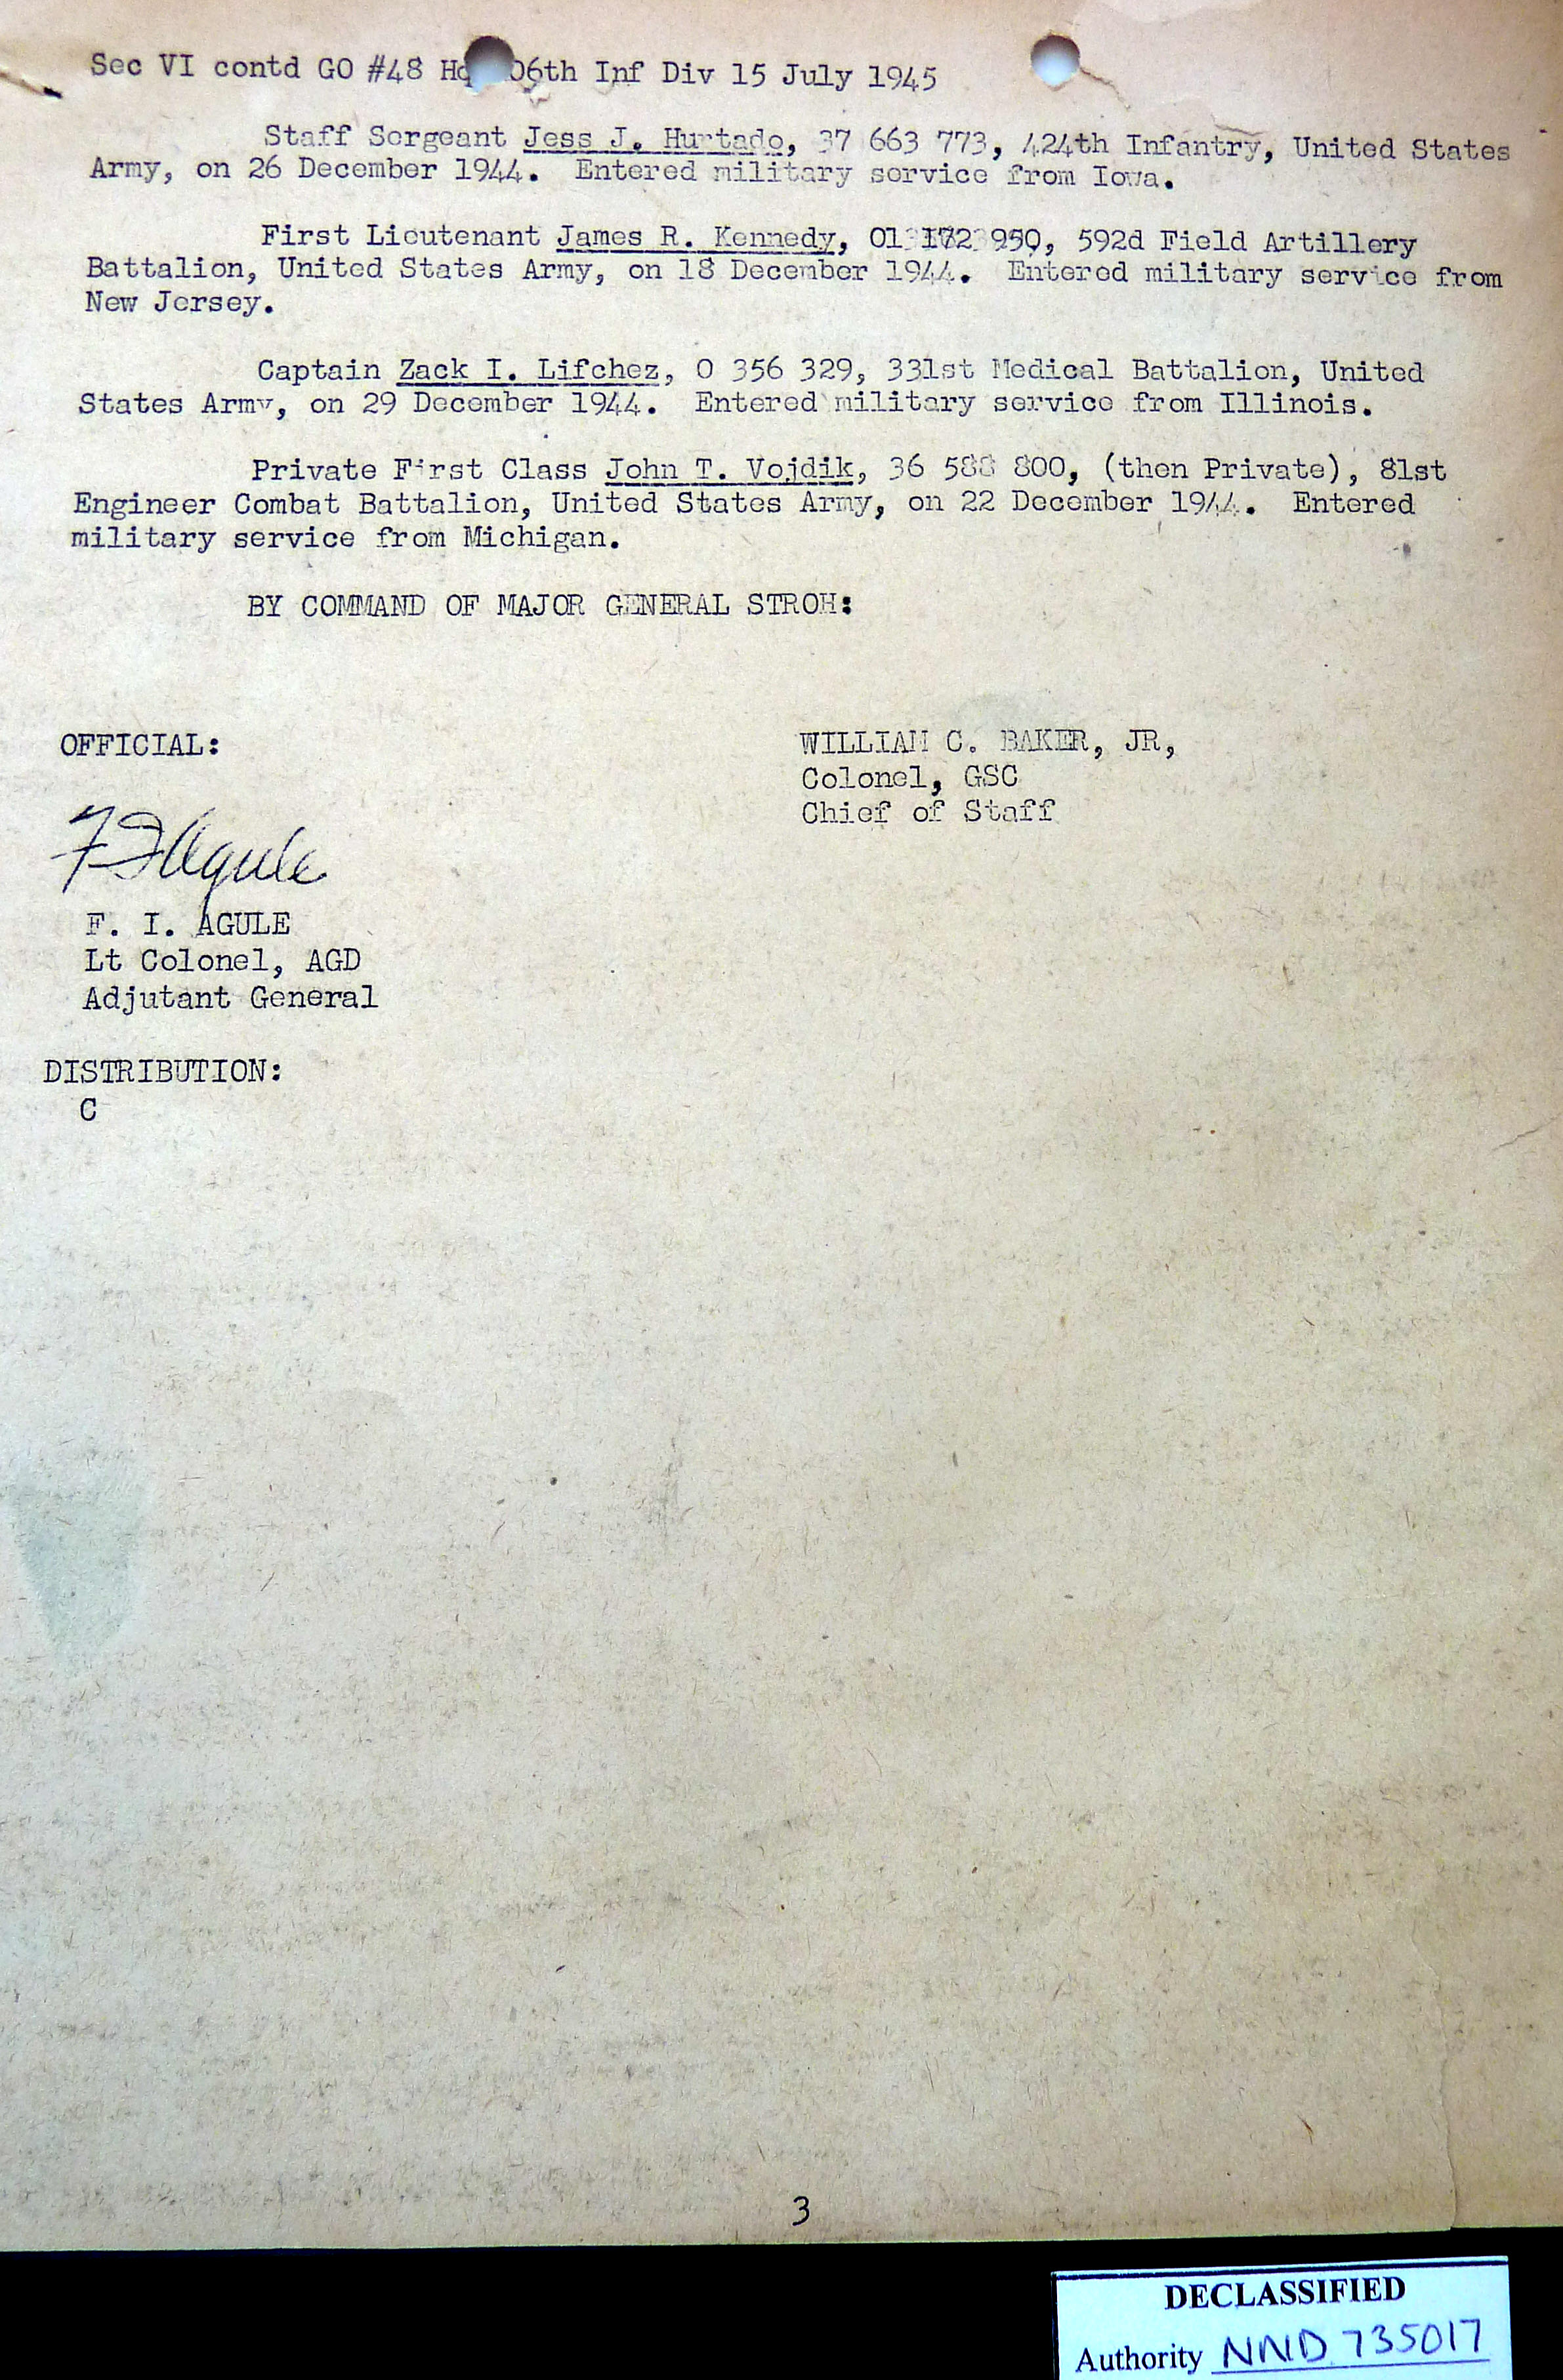 Sec VI contd GO #48 Hq 06th Inf Div 15 July 1945
Staff Sergeant Jess J. Hurtado, 37 663 773, 424th Infantry, United States
Army, on 26 December 1944. Entered military service from Iowa.
First Lieutenant James R. Kennedy, 592d Field Artillery
Battalion, United States Army, on 18 December 1944. Entered military service from
New Jersey.
Captain Zack I. Lifchez, O 356 329, 331st Medical Battalion, United
States Army, on 29 December 1944. Entered military service from Illinois.
Private First Class John T. Vojdik, 36 588 800, (then Private), 81st
Engineer Combat Battalion, United States Army, on 22 December 1944. Entered
military service from Michigan.
BY COMMAND OF MAJOR GENERAL STROH:
OFFICIAL:
WILLIAM C. BAKER, JR,
Colonel, GSC
Chief of Staff
F I Agule
F. I. AGULE
Lt Colonel, AGD
Adjutant General
DISTRIBUTION:
C
3
DECLASSIFIED
Authority NND 735017